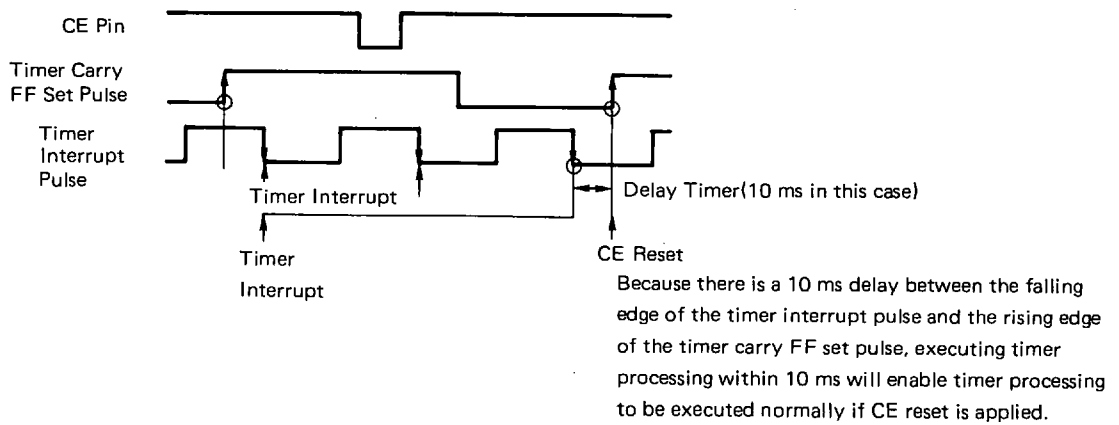 CE Pin
Timer Carry
FF Set Pulse
Timer
Interrupt
Pulse
Timer Interrupt
Delay Timer(10 ms in this case)
Timer
Interrupt
CE Reset
Because there is a 10 ms delay between the falling
edge of the timer interrupt pulse and the rising edge
of the timer carry FF set pulse, executing timer
processing within 10 ms will enable timer processing
to be executed normally if CE reset is applied.